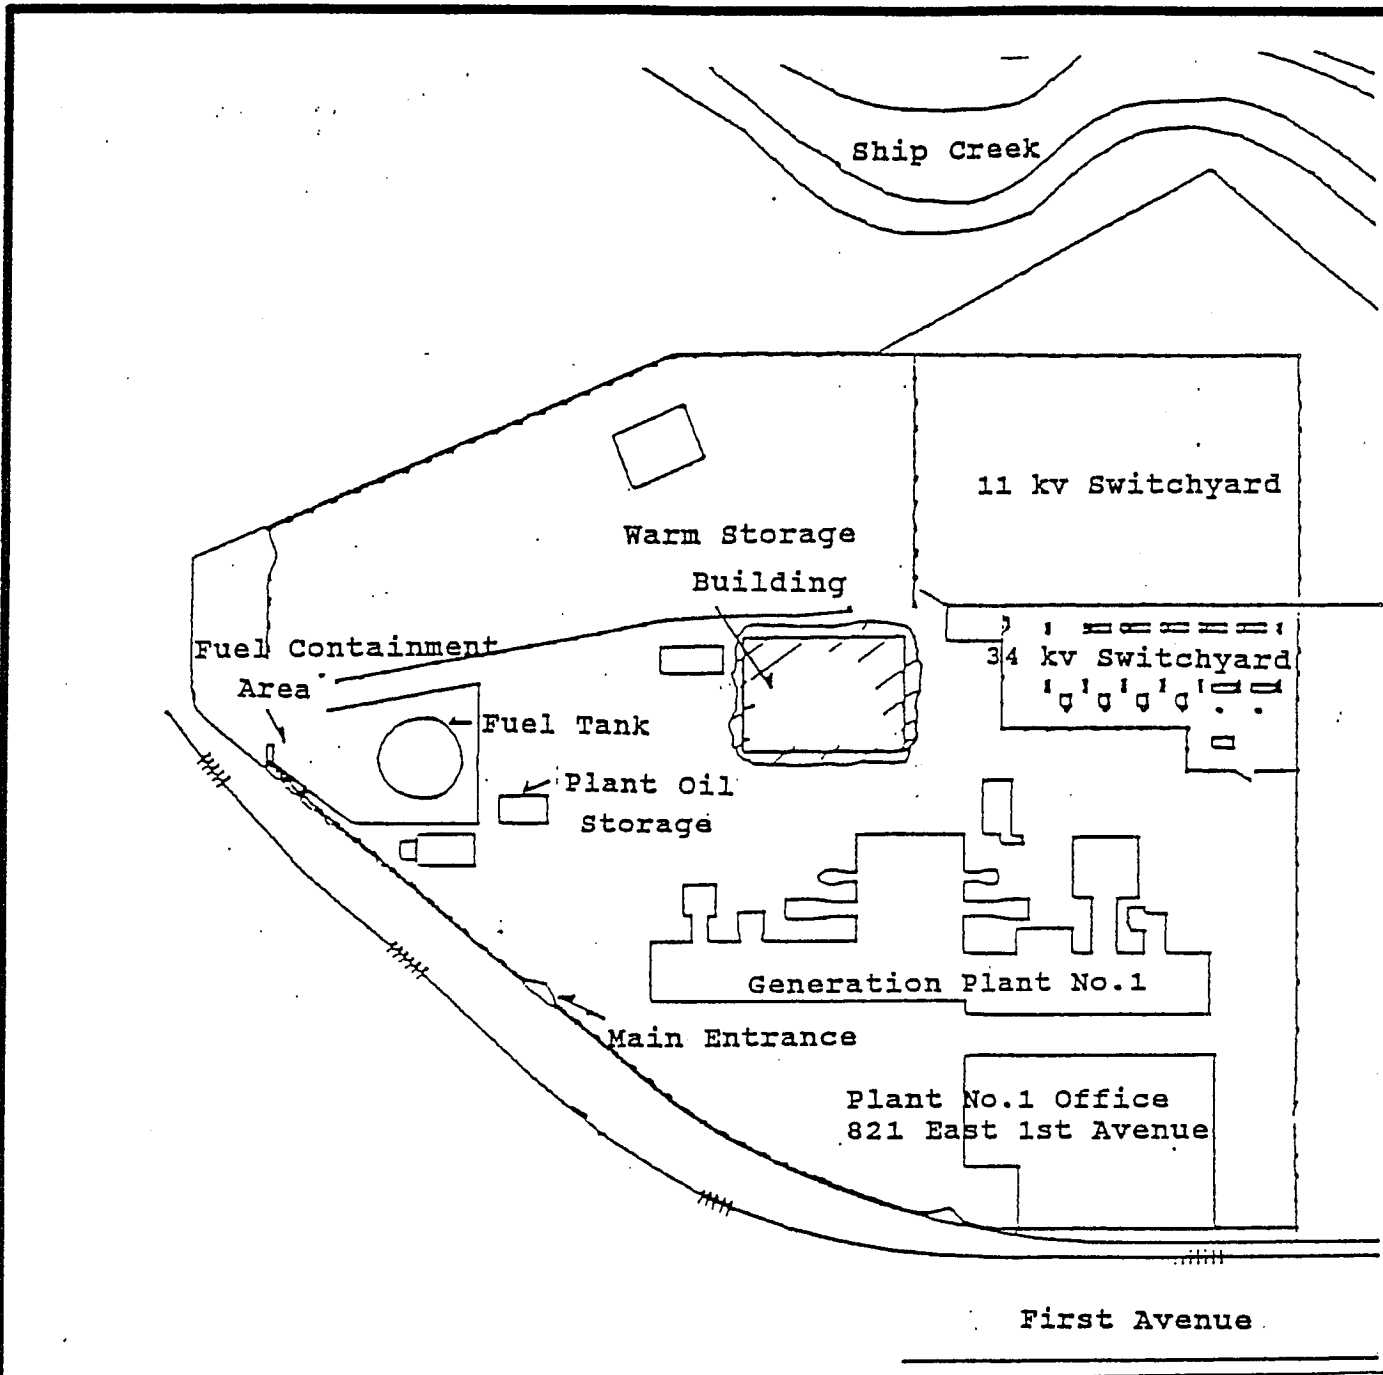 Ship Creek
11 kv Switchyard
Warm Storage
Building
Fuel Containment
Area
34 kv Switchyard
Fuel Tank
Plant Oil
Storage
Generation Plant No.1
Main Entrance
Plant No.1 Office
821 East 1st Avenue
First Avenue